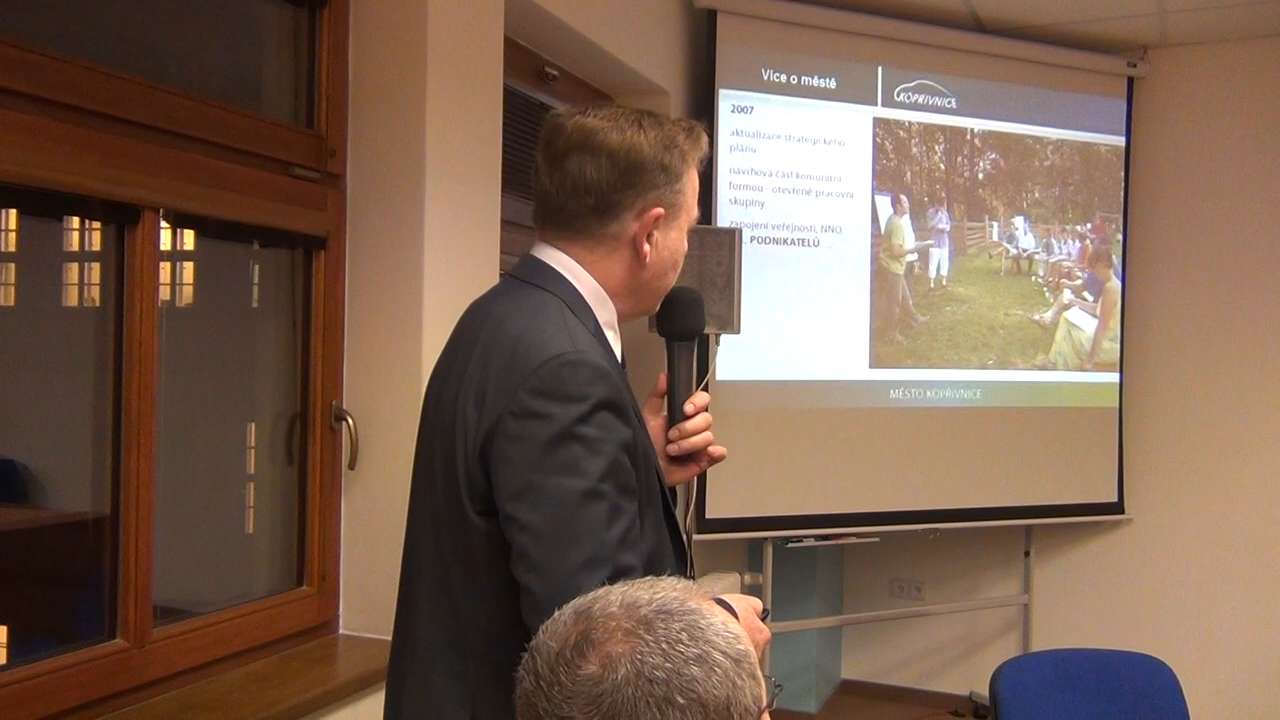 Více o městě
KOPŘIVNICE
2007
aktualizace strategického
plánu
návrhová část komunitní
formou - otevřené pracovní
skupiny
zapojení veřejnosti, NNO,
PODNIKATELŮ
MĚSTO KOPŘIVNICE